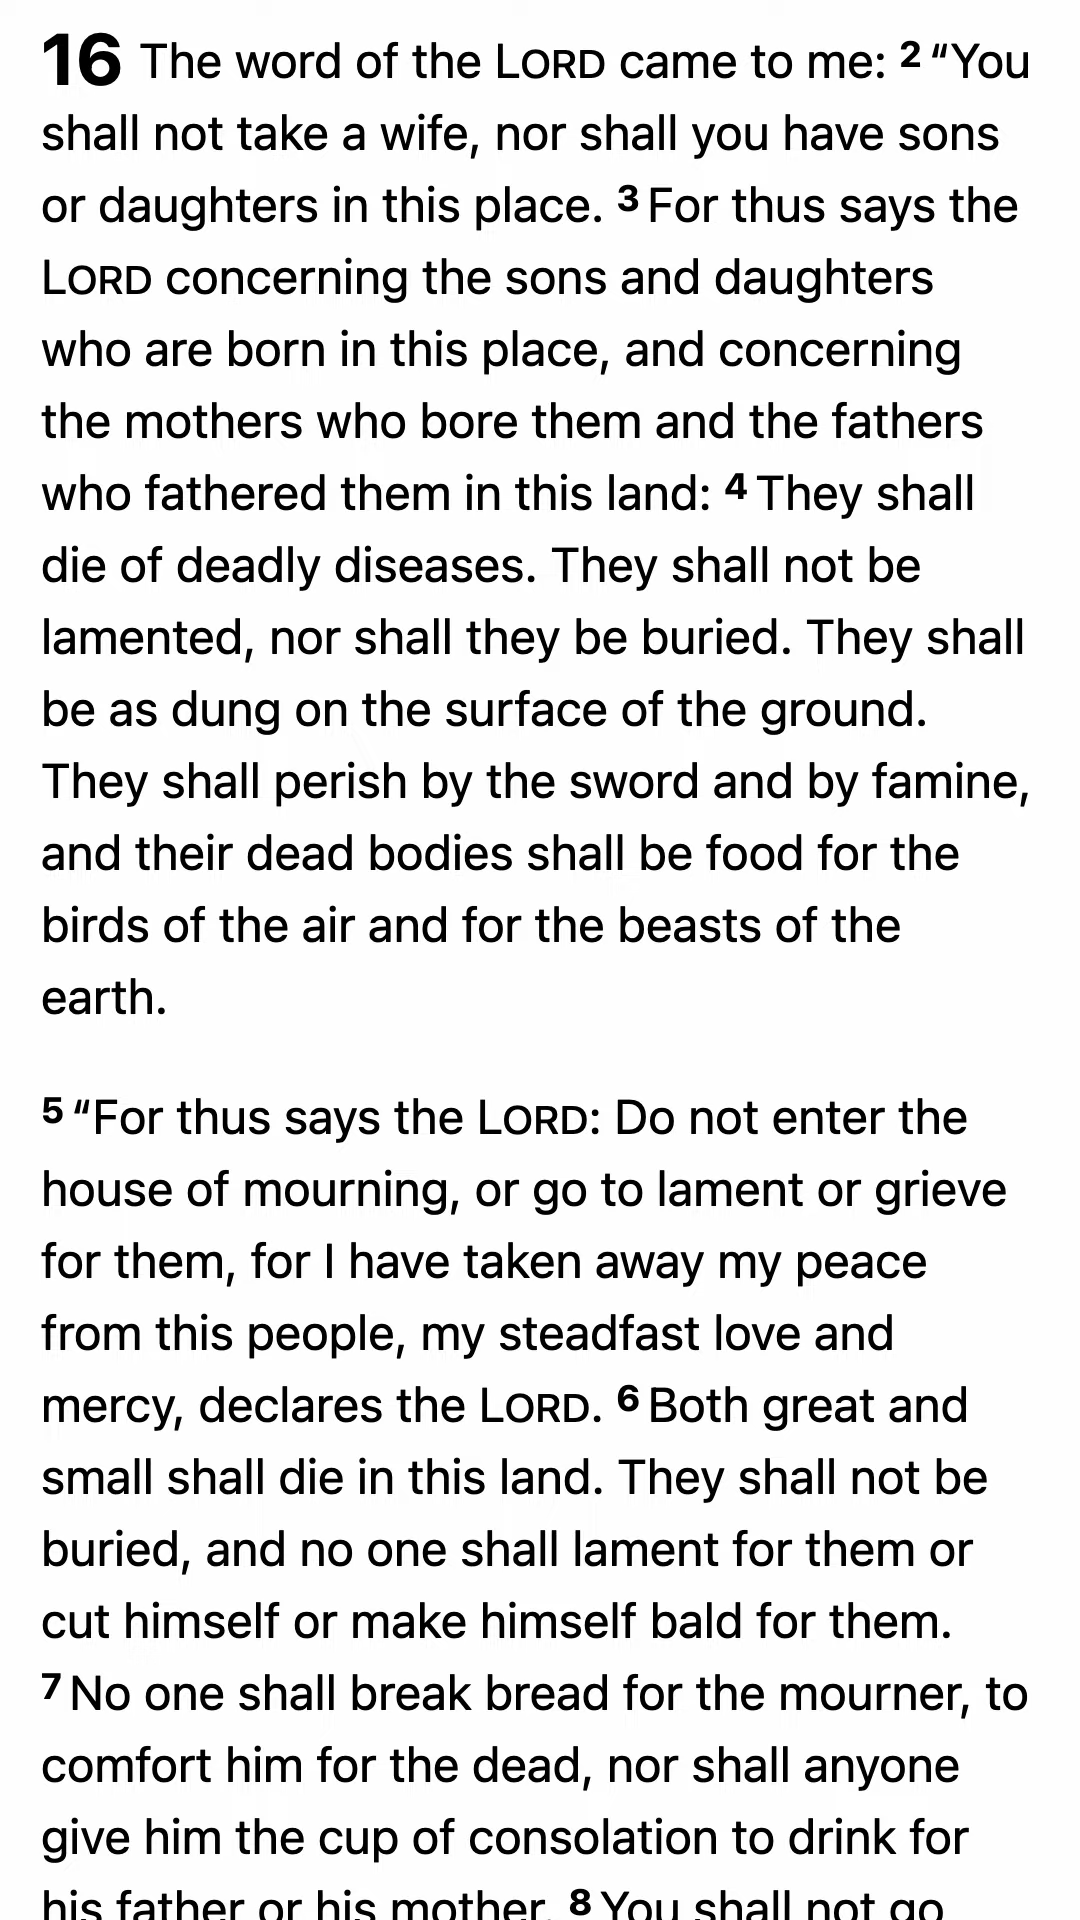 16 The word of the LORD came to me: 2 “You
shall not take a wife, nor shall you have sons
or daughters in this place. 3 For thus says the
LORD concerning the sons and daughters
who are born in this place, and concerning
the mothers who bore them and the fathers
who fathered them in this land: 4 They shall
die of deadly diseases. They shall not be
lamented, nor shall they be buried. They shall
be as dung on the surface of the ground.
They shall perish by the sword and by famine,
and their dead bodies shall be food for the
birds of the air and for the beasts of the
earth.
5 “For thus says the LORD: Do not enter the
house of mourning, or go to lament or grieve
for them, for I have taken away my peace
from this people, my steadfast love and
mercy, declares the LORD. 6 Both great and
small shall die in this land. They shall not be
buried, and no one shall lament for them or
cut himself or make himself bald for them.
7 No one shall break bread for the mourner, to
comfort him for the dead, nor shall anyone
give him the cup of consolation to drink for
his father or his mother. 8 You shall not go